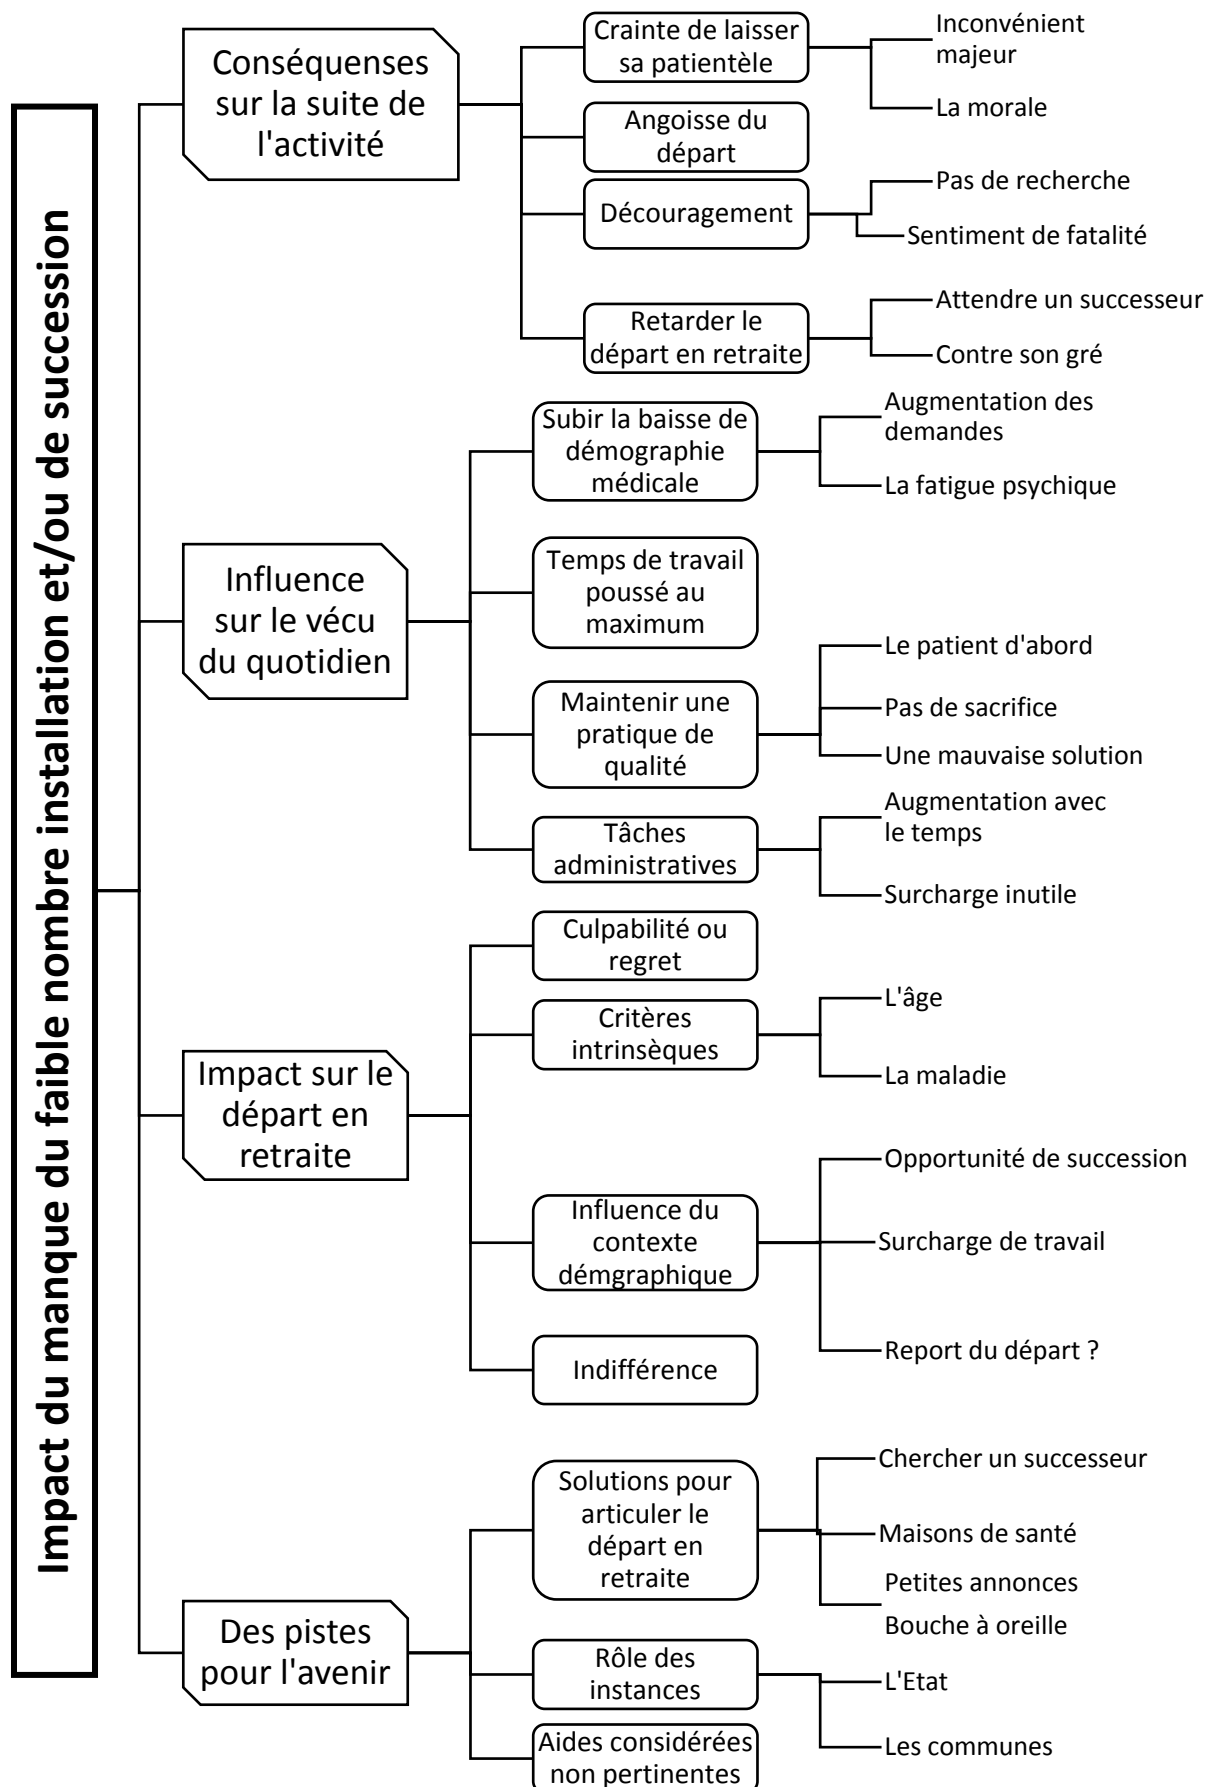 Impact du manque du faible nombre installation et/ou de succession
Conséquenses
sur la suite de
l'activité
Crainte de laisser
sa patientèle
Inconvénient
majeur
La morale
Angoisse du
départ
Découragement
Pas de recherche
Sentiment de fatalité
Retarder le
départ en retraite
Attendre un successeur
Contre son gré
Influence
sur le vécu
du quotidien
Subir la baisse de
démographie
médicale
Augmentation des
demandes
La fatigue psychique
Temps de travail
poussé au
maximum
Maintenir une
pratique de
qualité
Le patient d'abord
Pas de sacrifice
Une mauvaise solution
Tâches
administratives
Augmentation avec
le temps
Surcharge inutile
Impact sur le
départ en
retraite
Culpabilité ou
regret
Critères
intrinsèques
L'âge
La maladie
Influence du
contexte
démgraphique
Opportunité de succession
Surcharge de travail
Report du départ ?
Indifférence
Des pistes
pour l'avenir
Solutions pour
articuler le
départ en
retraite
Chercher un successeur
Maisons de santé
Petites annonces
Bouche à oreille
Rôle des
instances
L'Etat
Les communes
Aides considérées
non pertinentes